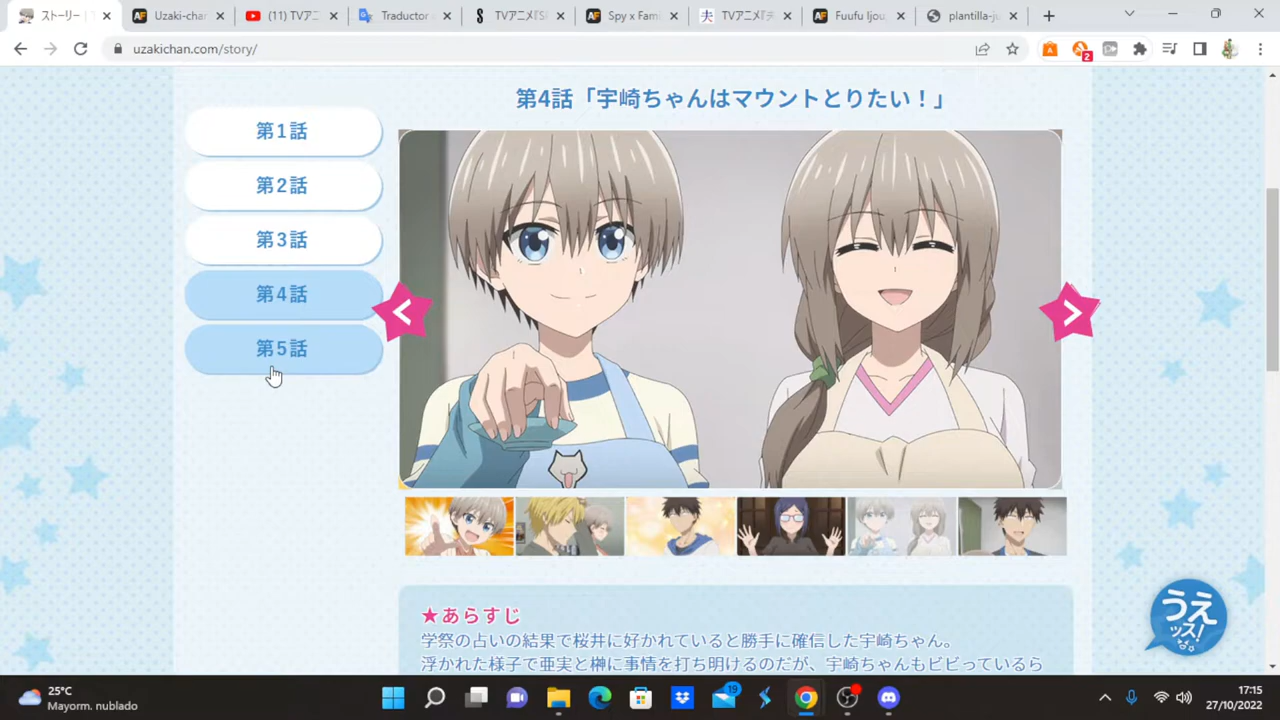 ストーリー | T
Uzaki-chan
(11) TVアニ
Traductor d
TVアニメ『SP
Spy x Fami
夫
TVアニメ『デ
Fuufu Ijou,
plantilla-ju
uzakichan.com/story/
2
第4話「宇崎ちゃんはマウントとりたい！」
第1話
第2話
第3話
第4話
第5話
★あらすじ
学祭の占いの結果で桜井に好かれていると勝手に確信した宇崎ちゃん。
浮かれた様子で亜実と榊に事情を打ち明けるのだが、宇崎ちゃんもビビっているら
うえ
ッス!
25°C
Mayorm. nublado
19
17:15
27/10/2022